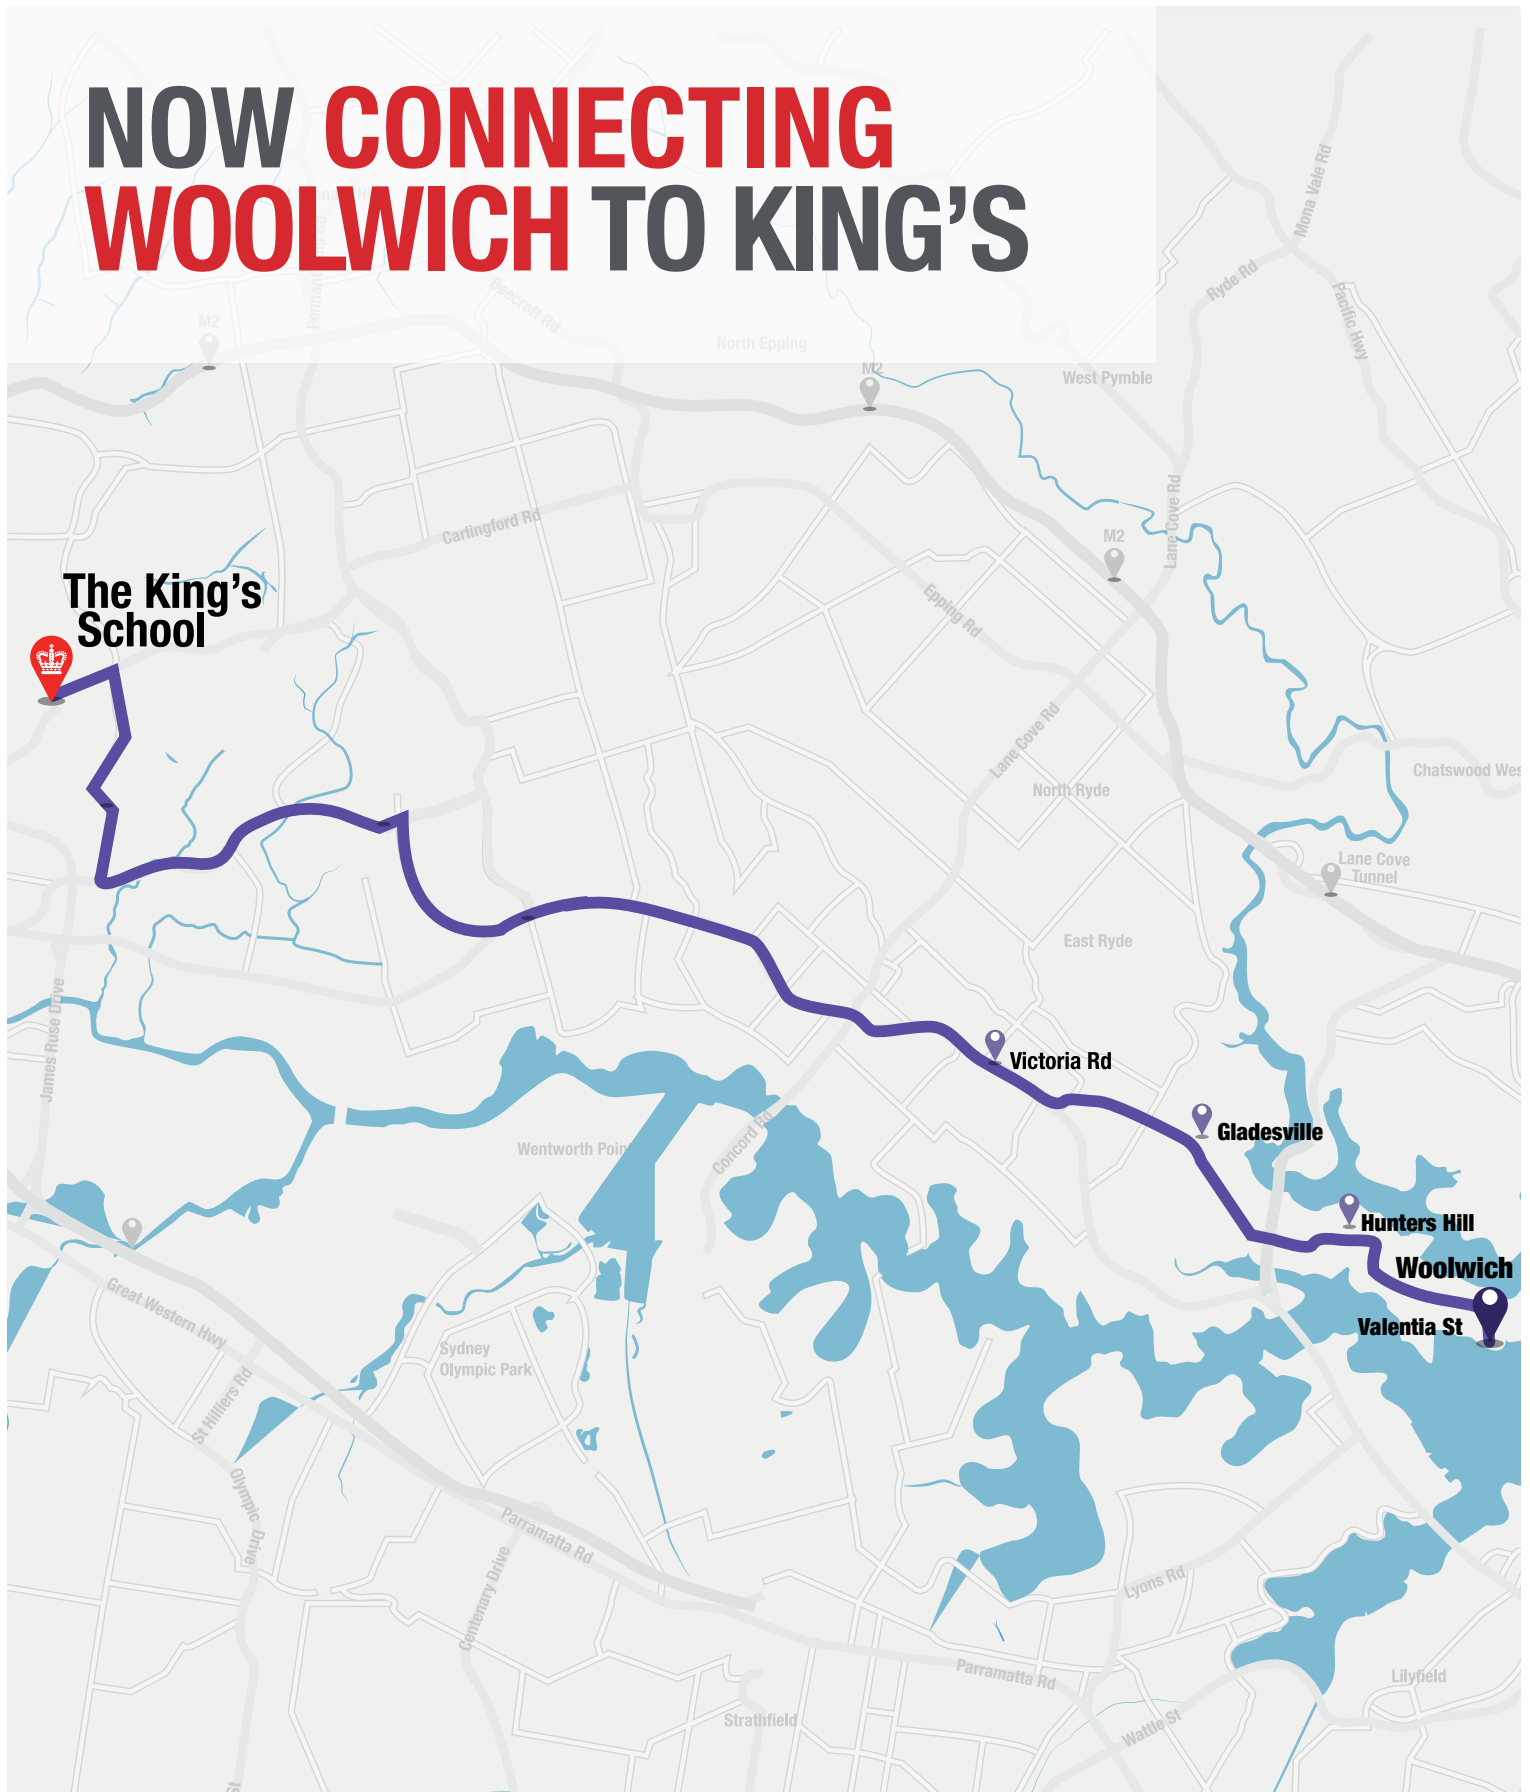 NOW CONNECTING
WOOLWICH TO KING'S
M2
Beecroft Rd
North Epping
M2
West Pymble
Mona Vale Rd
Ryde Rd
Pacific Hwy
Lane Cove Rd
Carlingford Rd
M2
Epping Rd
The King's
School
Lane Cove Rd
North Ryde
Chatswood Wes
Lane Cove
Tunnel
East Ryde
James Ruse Drive
Victoria Rd
Gladesville
Wentworth Poin
Concord Rd
Hunters Hill
Woolwich
Valentia St
Great Western Hwy
Sydney
Olympic Park
St Hilliers Rd
Olympic Drive
Parramatta Rd
Centenary Drive
Lyons Rd
Parramatta Rd
Lilyfield
Strathfield
Wattle St
St